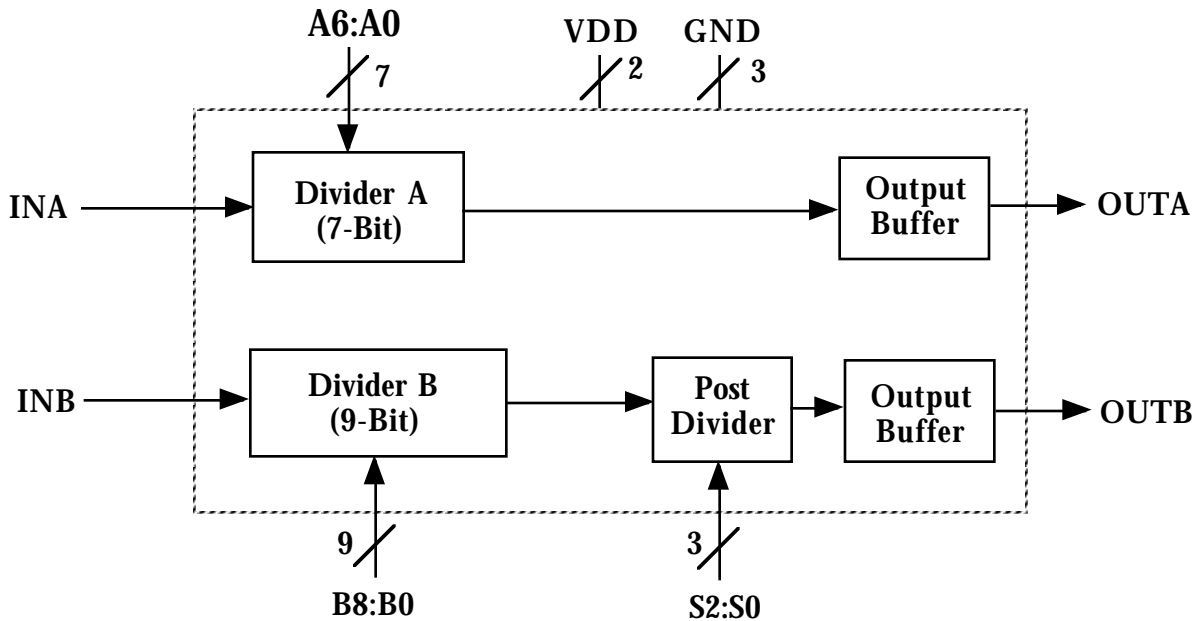 A6:A0
VDD
GND
7
2
3
INA
Divider A
(7-Bit)
Output
Buffer
OUTA
INB
Divider B
(9-Bit)
Post
Divider
Output
Buffer
OUTB
9
3
B8:B0
S2:S0